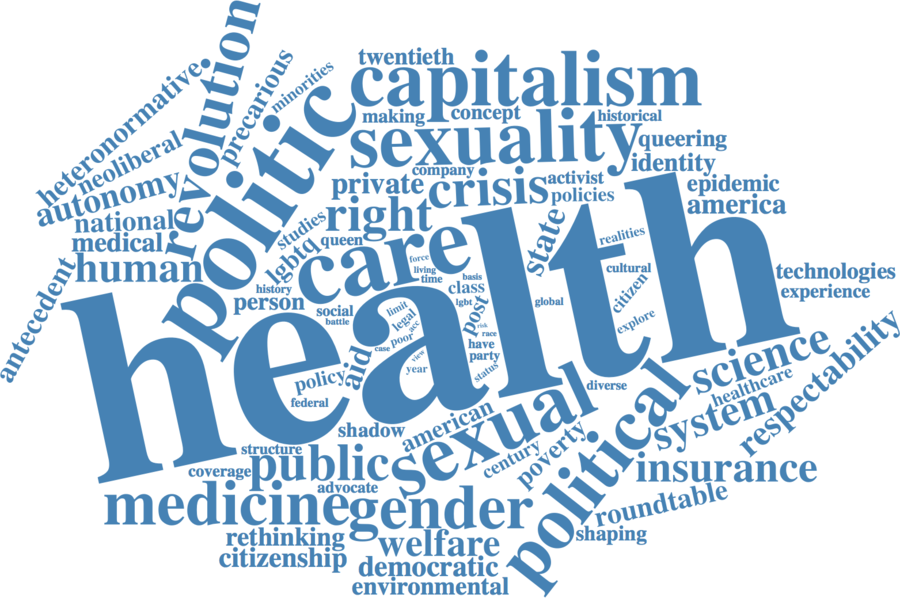 twentieth
capitalism
making
concept
historical
sexuality
queering
identity
heteronormative
neoliberal
autonomy
national
medical
human
antecedent
revolution
precarious
minorities
politic
company
private
crisis
activist
policies
epidemic
america
studies
right
lgbtq
queen
care
state
realities
cultural
citizen
explore
technologies
experience
force
living
time
basis
class
lgbt
post
global
history
person
social
battle
limit
legal
acc
poor
case
view
year
risk
race
have
party
status
health
policy
aid
federal
diverse
science
healthcare
system
respectability
shadow
american
sexual
political
structure
coverage
public
advocate
century
poverty
insurance
medicine
gender
roundtable
shaping
rethinking
citizenship
welfare
democratic
environmental